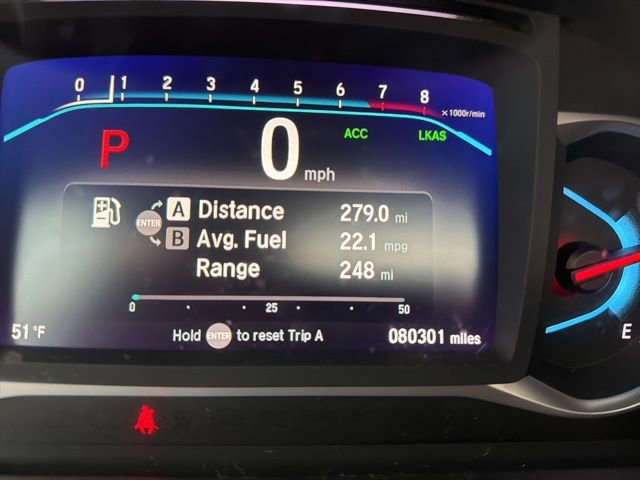 0 1 2 3 4 5 6 7 8
x1000r/min
P 0 mph ACC LKAS
A Distance 279.0 mi
ENTER
B Avg. Fuel 22.1 mpg
Range 248 mi
0 25 50
51°F Hold ENTER to reset Trip A 080301 miles
E